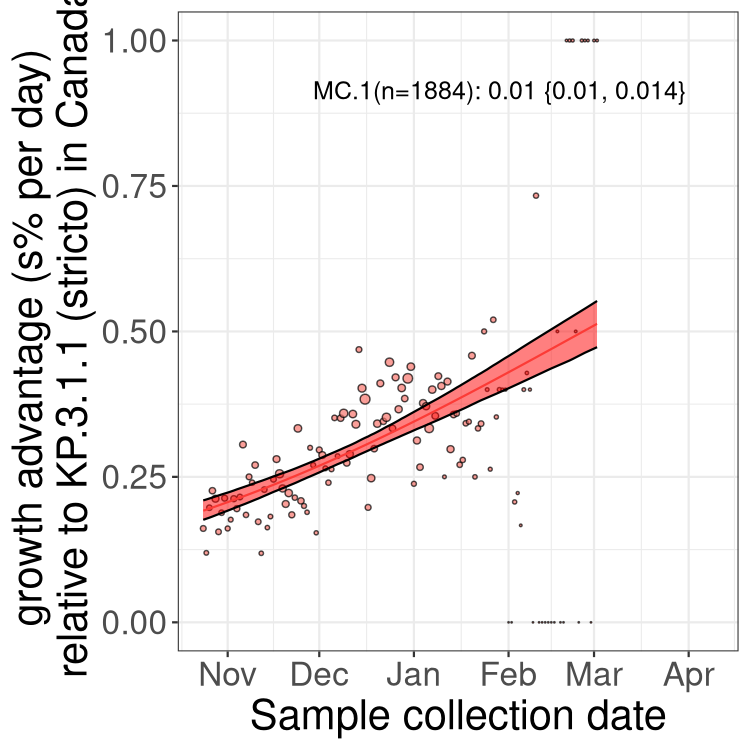 growth advantage (s% per day)
relative to KP.3.1.1 (stricto) in Canada
1.00
0.75
0.50
0.25
0.00
MC.1(n=1884): 0.01 {0.01, 0.014}
Nov Dec Jan Feb Mar Apr
Sample collection date